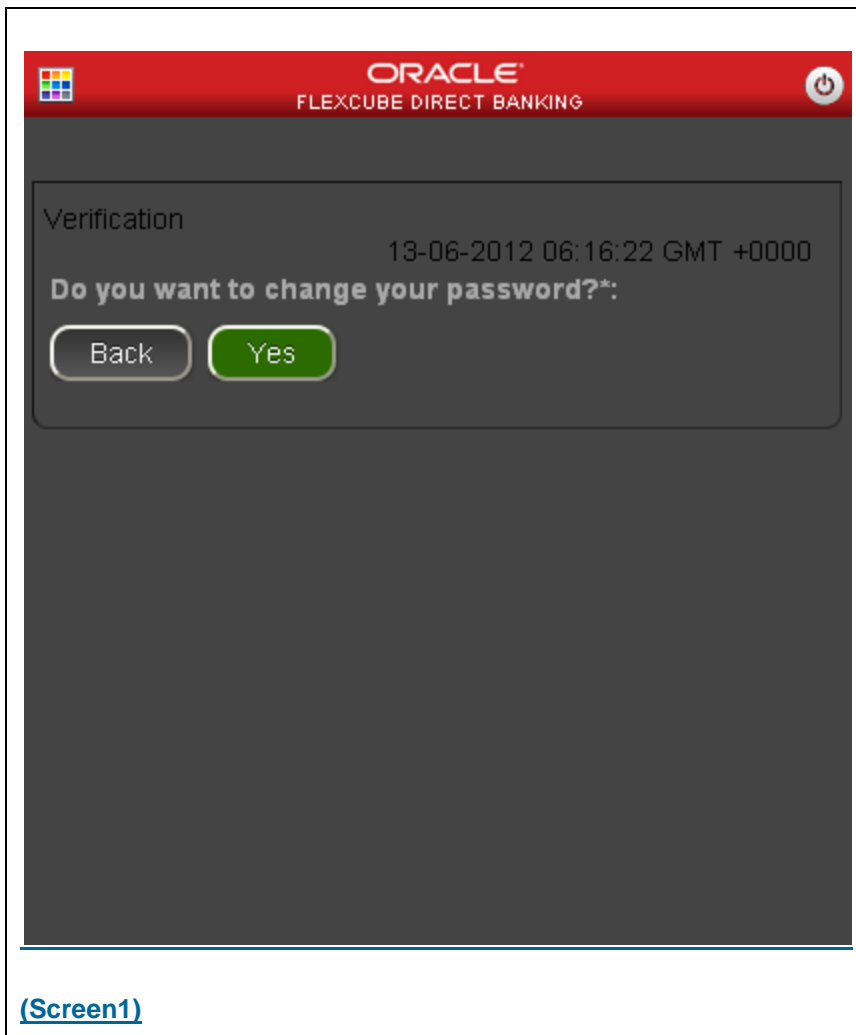 ORACLE
FLEXCUBE DIRECT BANKING
Verification
13-06-2012 06:16:22 GMT +0000
Do you want to change your password?*:
Back Yes
(Screen1)